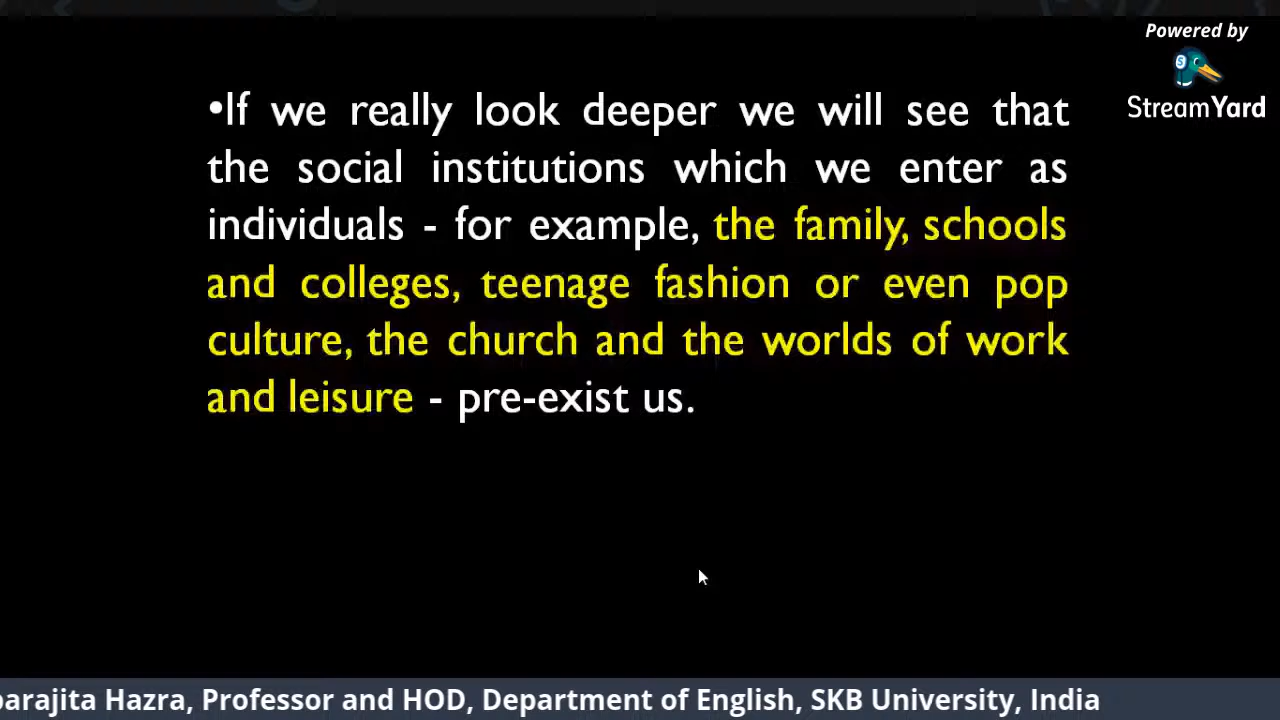 Powered by
StreamYard
•If we really look deeper we will see that
the social institutions which we enter as
individuals - for example, the family, schools
and colleges, teenage fashion or even pop
culture, the church and the worlds of work
and leisure - pre-exist us.
Hazra, Professor and HOD, Department of English, SKB University, India